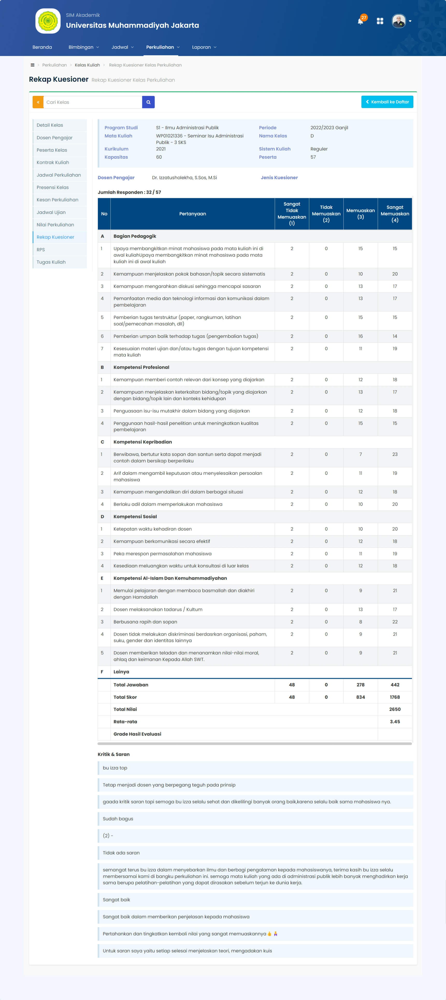 SIM Akademik
Universitas Muhammadiyah Jakarta
27
Beranda Bimbingan Jadwal Perkuliahan Laporan
Perkuliahan > Kelas Kuliah > Rekap Kuesioner Kelas Perkuliahan
Rekap Kuesioner Rekap Kuesioner Kelas Perkuliahan
« Cari Kelas Kembali ke Daftar
Detail Kelas
Dosen Pengajar
Peserta Kelas
Kontrak Kuliah
Jadwal Perkuliahan
Presensi Kelas
Kesan Perkuliahan
Jadwal Ujian
Nilai Perkuliahan
Rekap Kuesioner
RPS
Tugas Kuliah
Program Studi S1 - Ilmu Administrasi Publik Periode 2022/2023 Ganjil
Mata Kuliah WP01021336 - Seminar Isu Administrasi Nama Kelas D
Publik - 3 SKS
Kurikulum 2021 Sistem Kuliah Reguler
Kapasitas 60 Peserta 57
Dosen Pengajar Dr. Izzatusholekha, S.Sos, M.Si Jenis Kuesioner
Jumlah Responden : 32 / 57
No Pertanyaan Sangat Tidak Memuaskan (1) Tidak Memuaskan (2) Memuaskan (3) Sangat Memuaskan (4)
A Bagian Pedagogik
1 Upaya membangkitkan minat mahasiswa pada mata kuliah ini di 2 0 15 15
awal kuliahUpaya membangkitkan minat mahasiswa pada mata
kuliah ini di awal kuliah
2 Kemampuan menjelaskan pokok bahasan/topik secara sistematis 2 0 10 20
3 Kemampuan mengarahkan diskusi sehingga mencapai sasaran 2 0 13 17
4 Pemanfaatan media dan teknologi informasi dan komunikasi dalam 2 0 13 17
pembelajaran
5 Pemberian tugas terstruktur (paper, rangkuman, latihan 2 0 15 15
soal/pemecahan masalah, dll)
6 Pemberian umpan balik terhadap tugas (pengembalian tugas) 2 0 16 14
7 Kesesuaian materi ujian dan/atau tugas dengan tujuan kompetensi 2 0 11 19
mata kuliah
B Kompetensi Profesional
1 Kemampuan memberi contoh relevan dari konsep yang diajarkan 2 0 12 18
2 Kemampuan menjelaskan keterkaitan bidang/topik yang diajarkan 2 0 13 17
dengan bidang/topik lain dan konteks kehidupan
3 Penguasaan isu-isu mutakhir dalam bidang yang diajarkan 2 0 12 18
4 Penggunaan hasil-hasil penelitian untuk meningkatkan kualitas 2 0 15 15
pembelajaran
C Kompetensi Kepribadian
1 Berwibawa, bertutur kata sopan dan santun serta dapat menjadi 2 0 7 23
contoh dalam bersikap berperilaku
2 Arif dalam mengambil keputusan atau menyelesaikan persoalan 2 0 11 19
mahasiswa
3 Kemampuan mengendalikan diri dalam berbagai situasi 2 0 12 18
4 Berlaku adil dalam memperlakukan mahasiswa 2 0 10 20
D Kompetensi Sosial
1 Ketepatan waktu kehadiran dosen 2 0 10 20
2 Kemampuan berkomunikasi secara efektif 2 0 12 18
3 Peka merespon permasalahan mahasiswa 2 0 11 19
4 Kesediaan meluangkan waktu untuk konsultasi di luar kelas 2 0 12 18
E Kompetensi Al-Islam Dan Kemuhammadiyahan
1 Memulai pelajaran dengan membaca basmallah dan diakhiri 2 0 9 21
dengan Hamdallah
2 Dosen melaksanakan tadarus / Kultum 2 0 13 17
3 Berbusana rapih dan sopan 2 0 8 22
4 Dosen tidak melakukan diskriminasi berdasrkan organisasi, paham, 2 0 9 21
suku, gender dan identitas lainnya
5 Dosen memberikan teladan dan menanamkan nilai-nilai moral, 2 0 9 21
ahlaq dan keimanan Kepada Allah SWT.
F Lainya
Total Jawaban 48 0 278 442
Total Skor 48 0 834 1768
Total Nilai 2650
Rata-rata 3.45
Grade Hasil Evaluasi
Kritik & Saran
bu izza top
Tetap menjadi dosen yang berpegang teguh pada prinsip
gaada kritik saran tapi semoga bu izza selalu sehat dan dikelilingi banyak orang baik,karena selalu baik sama mahasiswa nya.
Sudah bagus
(2) -
Tidak ada saran
semangat terus bu izza dalam menyebarkan ilmu dan berbagi pengalaman kepada mahasiswanya, terima kasih bu izza selalu
membersamai kami di bangku perkuliahan ini. semoga mata kuliah yang ada di administrasi publik lebih banyak menghadirkan kerja
sama berupa pelatihan-pelatihan yang dapat dirasakan sebelum terjun ke dunia kerja.
Sangat baik
Sangat baik dalam memberikan penjelasan kepada mahasiswa
Pertahankan dan tingkatkan kembali nilai yang sangat memuaskannya
Untuk saran saya yaitu setiap selesai menjelaskan teori, mengadakan kuis